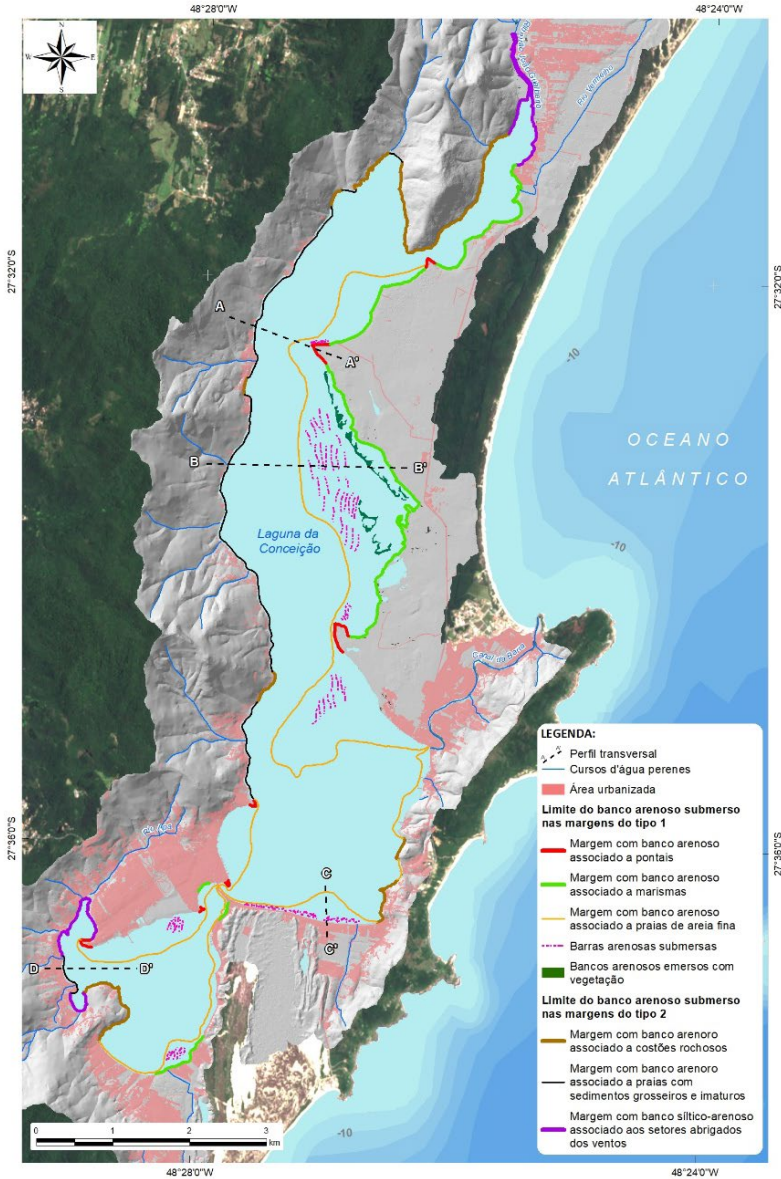 48°28'0"W
48°24'0"W
N
W
E
S
Rio Vermelho
27°32'0"S
27°32'0"S
A
A'
-10
B
B'
OCEANO
ATLÂNTICO
Laguna da
Conceição
-10
Canal da Barra
27°36'0"S
27°36'0"S
C
C'
D
D'
-10
LEGENDA:
A A' Perfil transversal
Cursos d'água perenes
Área urbanizada
Limite do banco arenoso submerso
nas margens do tipo 1
Margem com banco arenoso
associado a pontais
Margem com banco arenoso
associado a marismas
Margem com banco arenoso
associado a praias de areia fina
Barras arenosas submersas
Bancos arenosos emersos com
vegetação
Limite do banco arenoso submerso
nas margens do tipo 2
Margem com banco arenoro
associado a costões rochosos
Margem com banco arenoro
associado a praias com
sedimentos grosseiros e imaturos
Margem com banco síltico-arenoso
associado aos setores abrigados
dos ventos
0 1 2 3
km
48°28'0"W
48°24'0"W